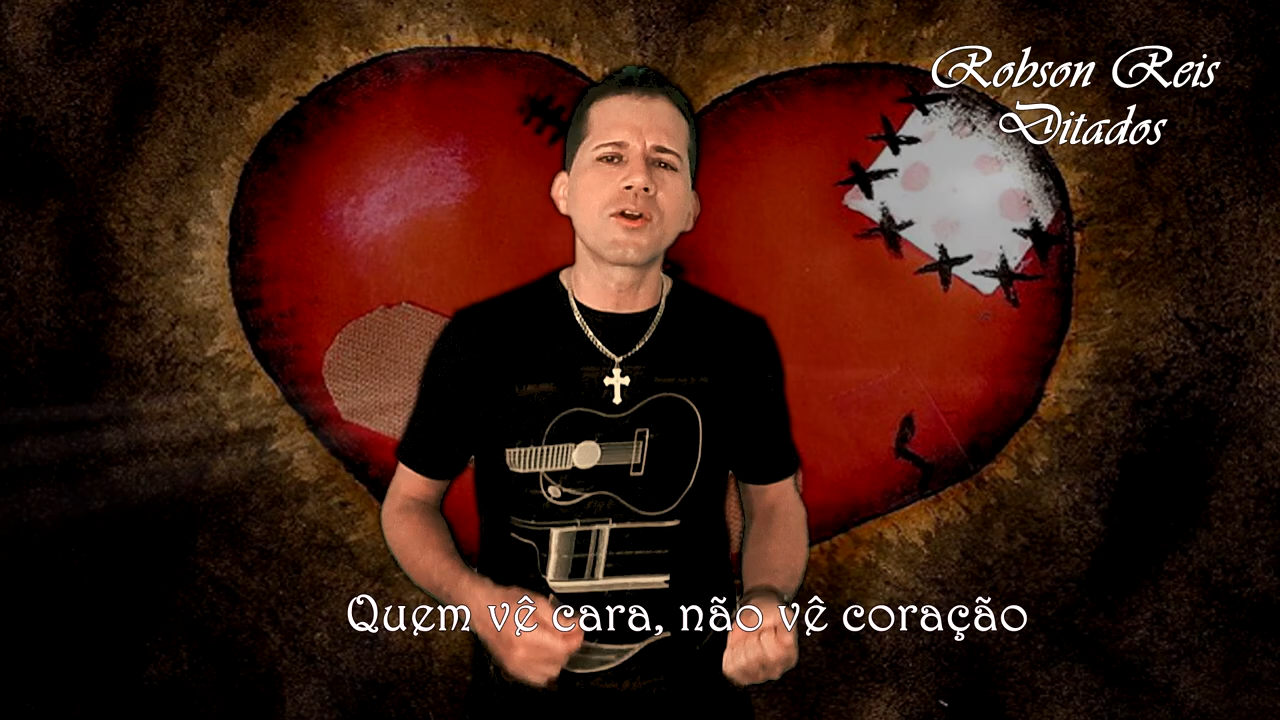 Robson Reis
Ditados
Quem vê cara, não vê coração